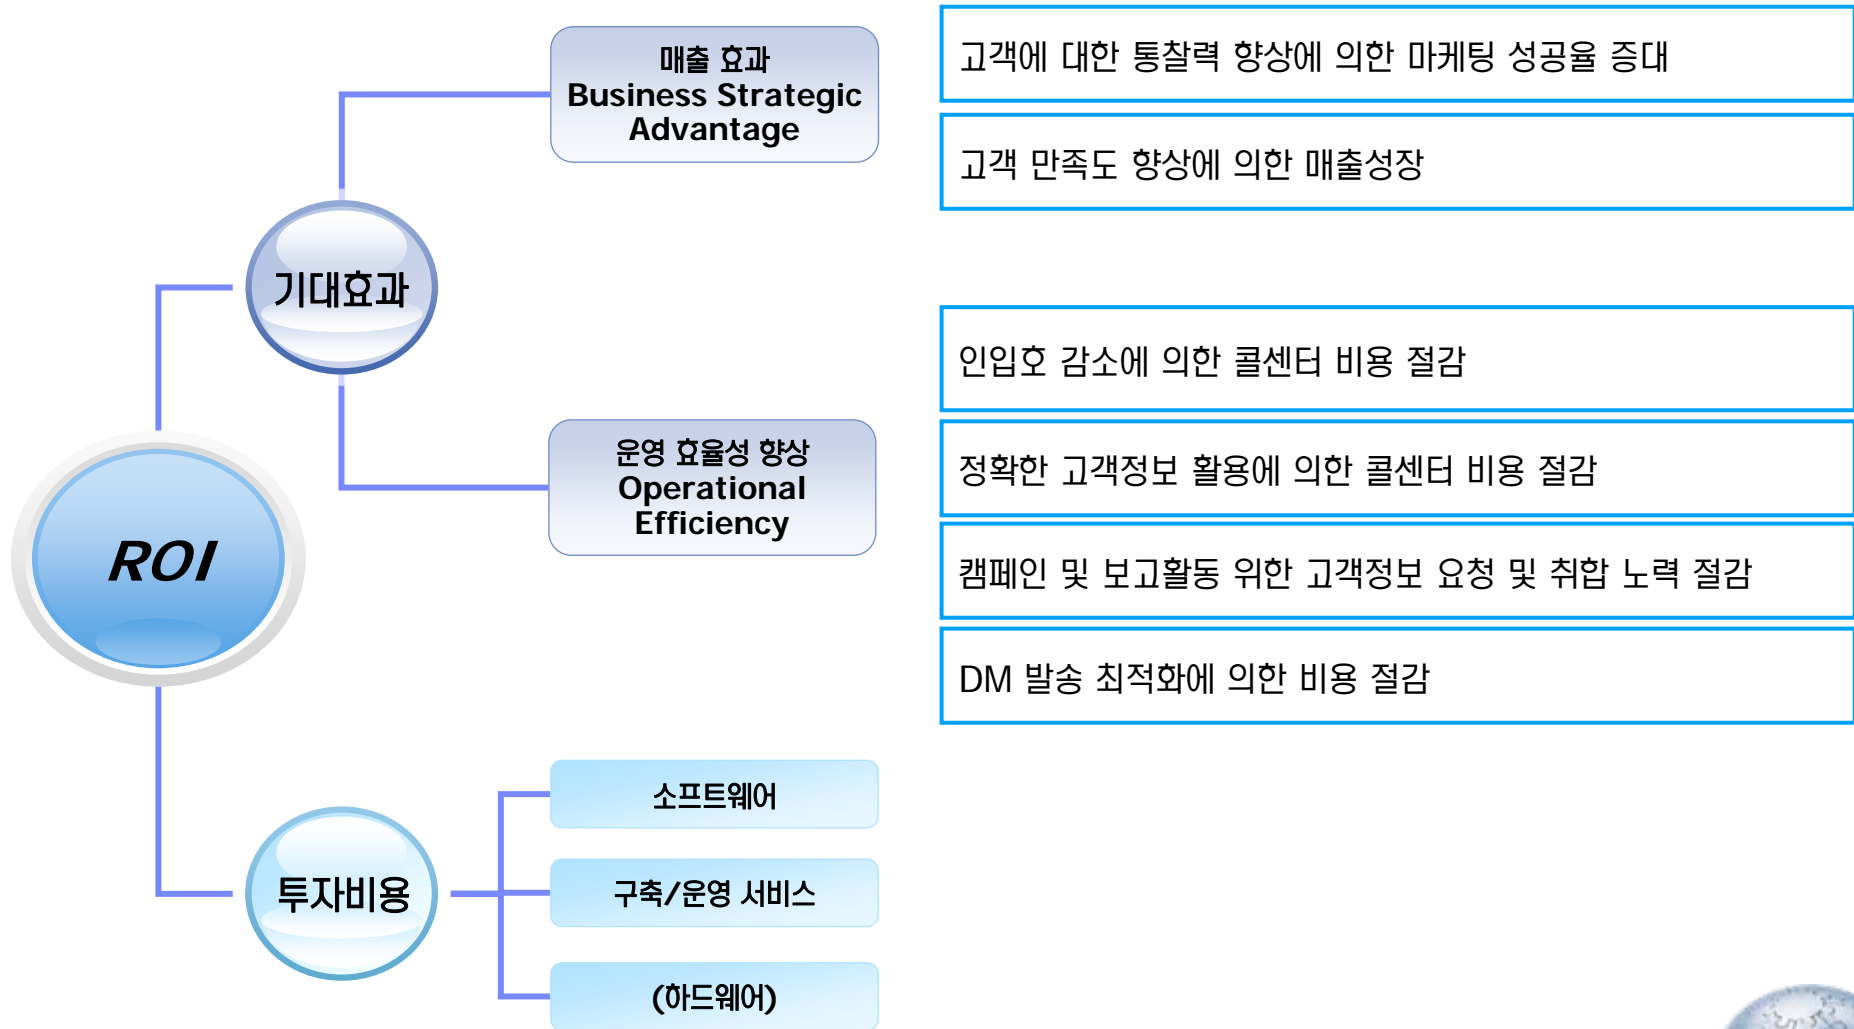 매출 효과
Business Strategic
Advantage
고객에 대한 통찰력 향상에 의한 마케팅 성공율 증대
고객 만족도 향상에 의한 매출성장
기대효과
인입호 감소에 의한 콜센터 비용 절감
운영 효율성 향상
Operational
Efficiency
정확한 고객정보 활용에 의한 콜센터 비용 절감
ROI
캠페인 및 보고활동 위한 고객정보 요청 및 취합 노력 절감
DM 발송 최적화에 의한 비용 절감
소프트웨어
투자비용
구축/운영 서비스
(하드웨어)